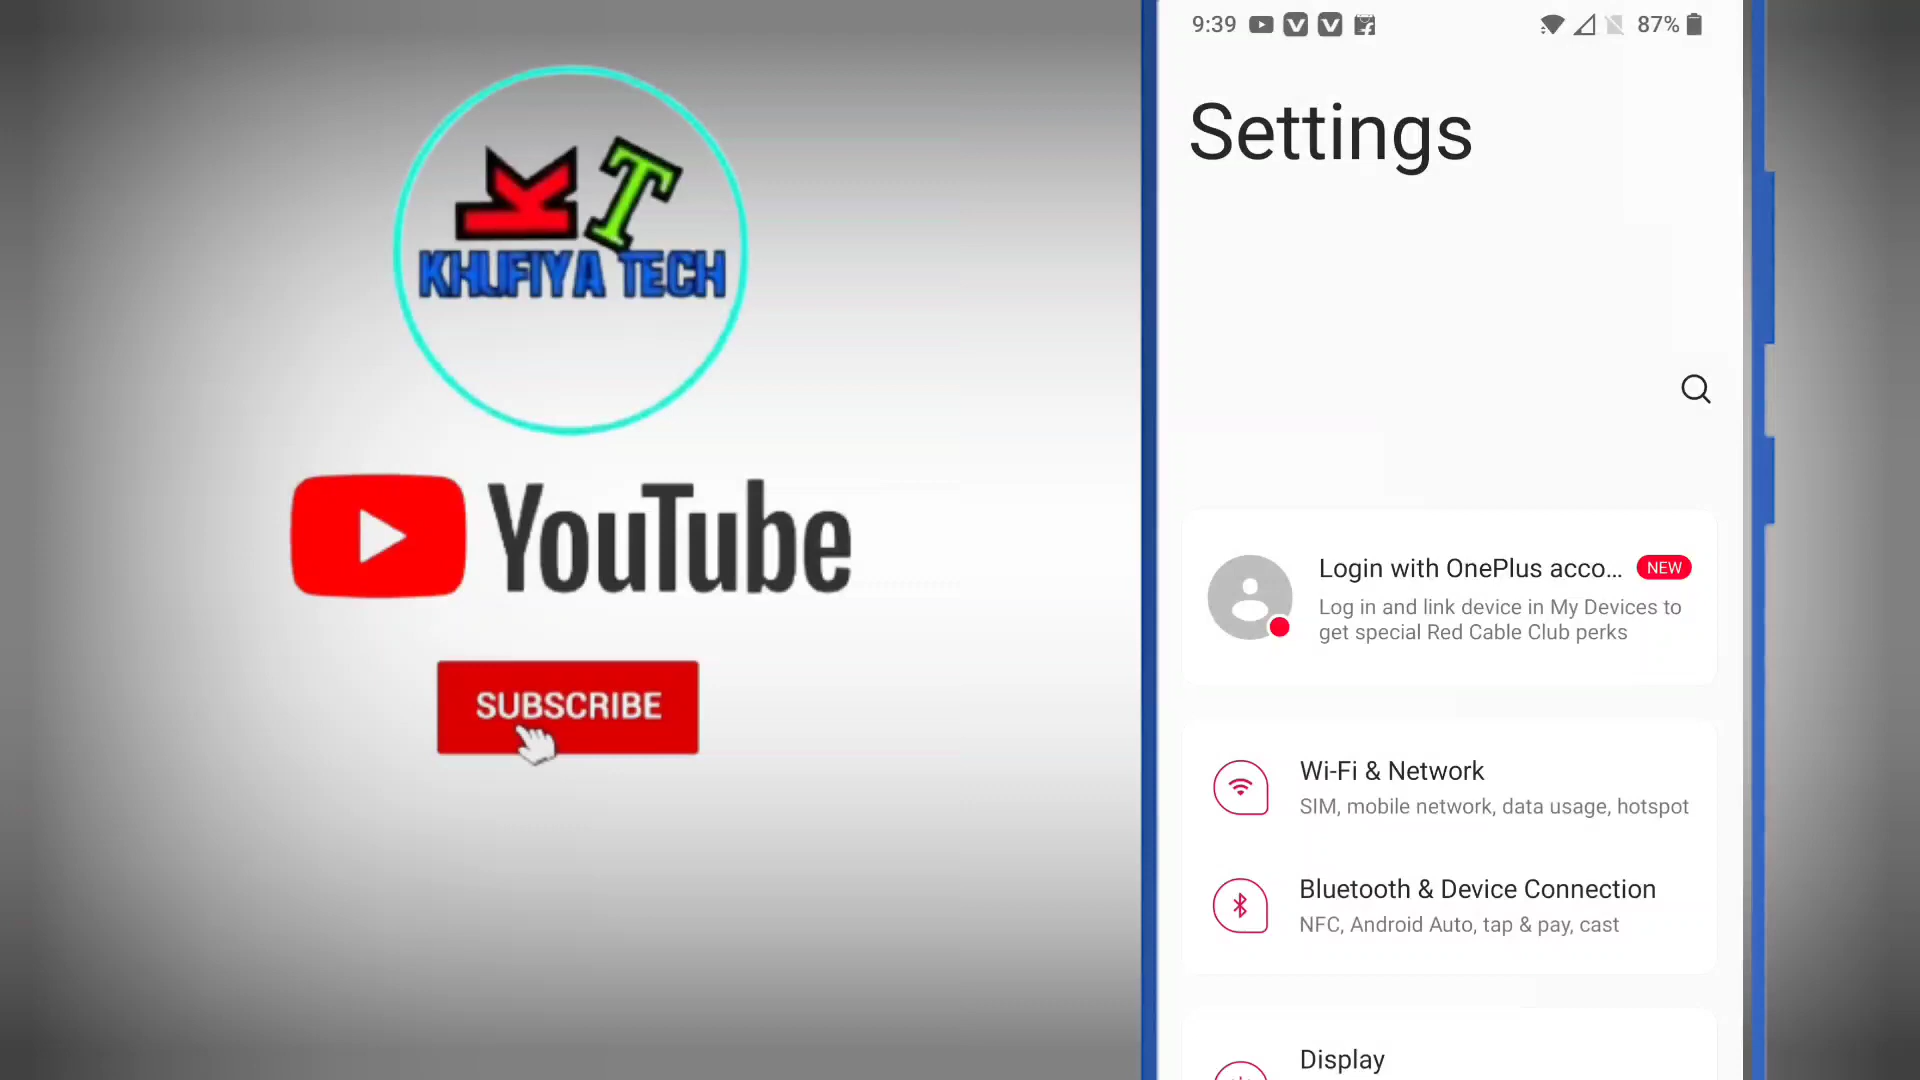 KT
KHUFIYA TECH
YouTube
SUBSCRIBE
9:39
87%
Settings
Login with OnePlus acco... NEW
Log in and link device in My Devices to
get special Red Cable Club perks
Wi-Fi & Network
SIM, mobile network, data usage, hotspot
Bluetooth & Device Connection
NFC, Android Auto, tap & pay, cast
Display